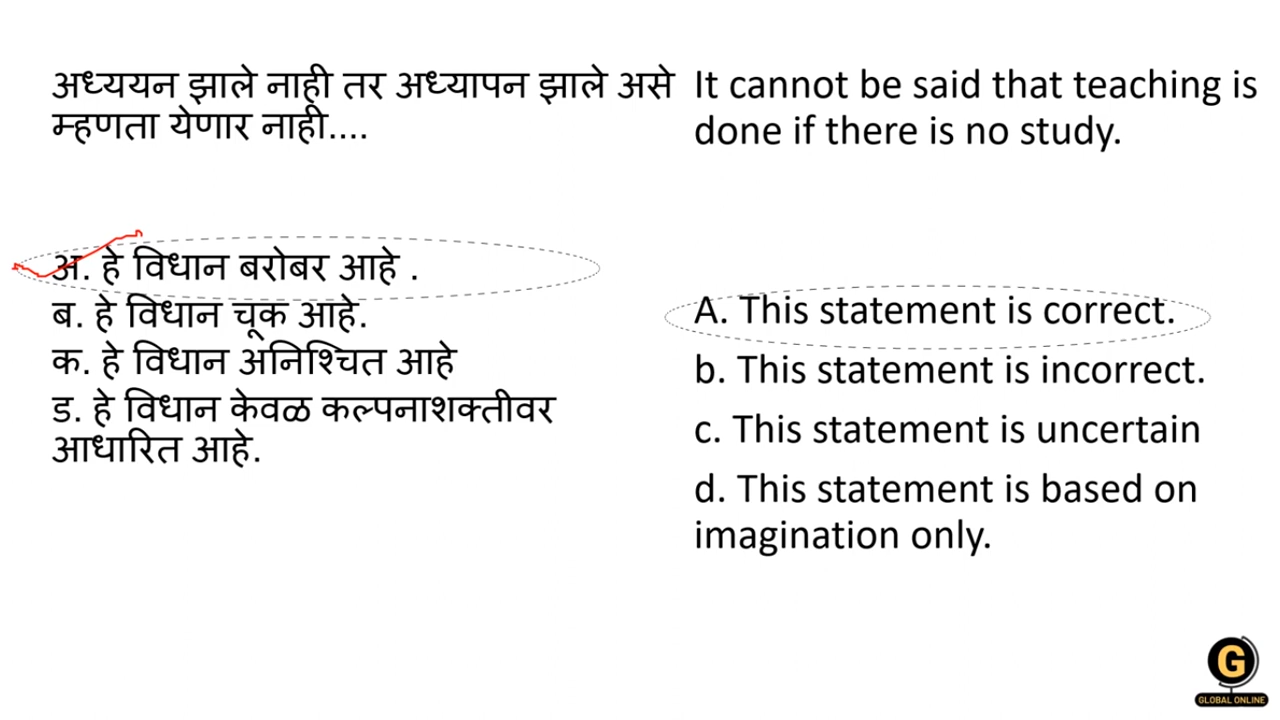 अध्ययन झाले नाही तर अध्यापन झाले असे
म्हणता येणार नाही....
अ. हे विधान बरोबर आहे .
ब. हे विधान चूक आहे.
क. हे विधान अनिश्चित आहे
ड. हे विधान केवळ कल्पनाशक्तीवर
आधारित आहे.
It cannot be said that teaching is
done if there is no study.
A. This statement is correct.
b. This statement is incorrect.
c. This statement is uncertain
d. This statement is based on
imagination only.
G
GLOBAL ONLINE